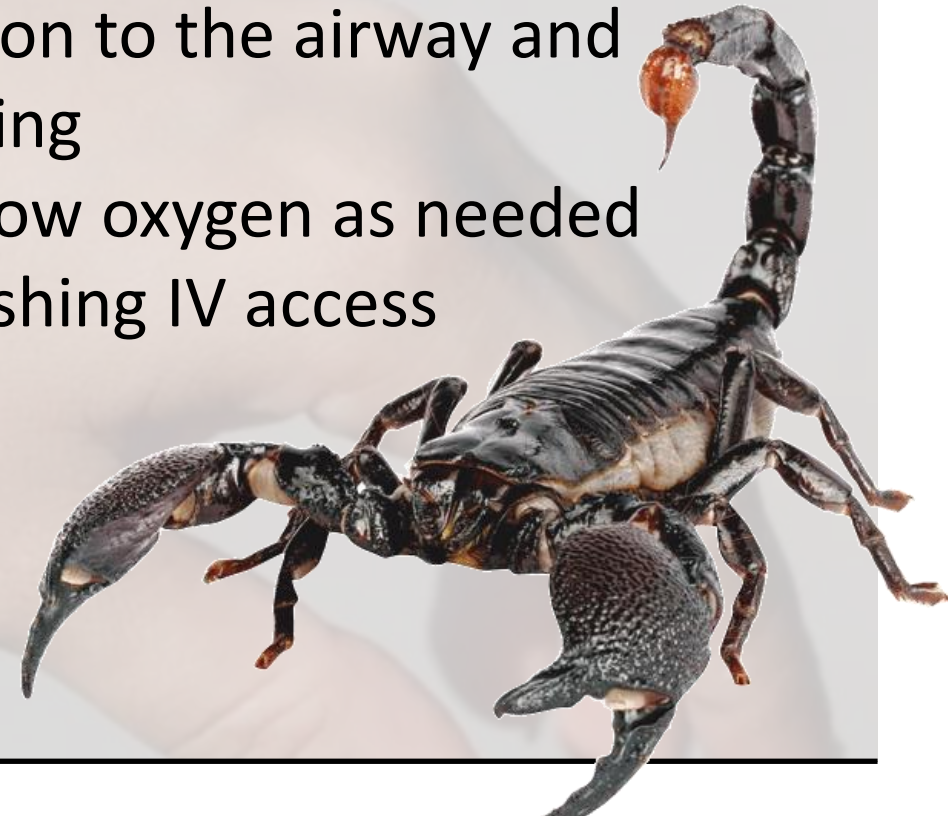 on to the airway and
ing
ow oxygen as needed
shing IV access